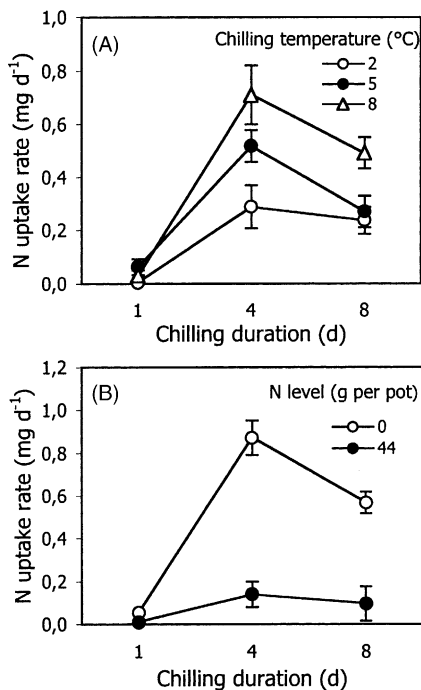 (A)
Chilling temperature (°C)
2
5
8
N uptake rate (mg d⁻¹)
1,0
0,8
0,6
0,4
0,2
0,0
1 4 8
Chilling duration (d)
(B)
N level (g per pot)
0
44
N uptake rate (mg d⁻¹)
1,2
1,0
0,8
0,6
0,4
0,2
0,0
1 4 8
Chilling duration (d)